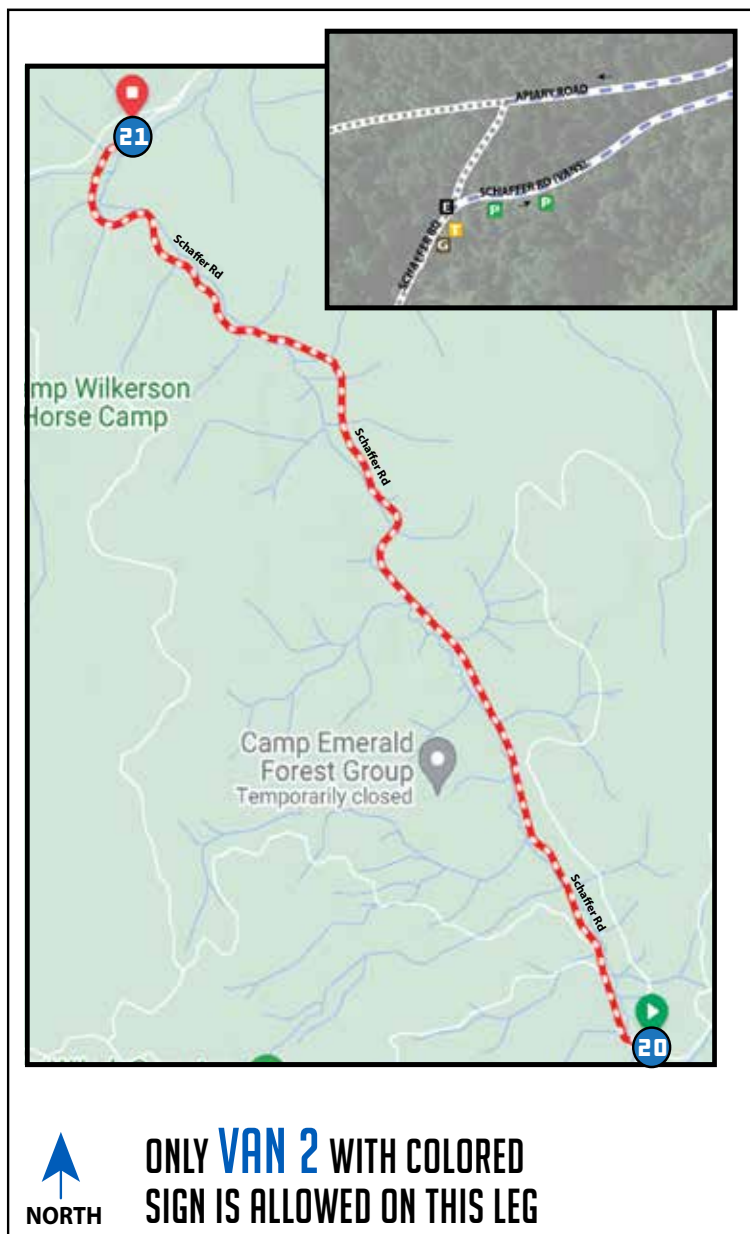 APIARY ROAD
SCHAFFER RD (VANS)
E
P
P
T
G
SCHAFFER RD
21
Schaffer Rd
mp Wilkerson
Horse Camp
Schaffer Rd
Camp Emerald
Forest Group
Temporarily closed
Schaffer Rd
20
NORTH
ONLY VAN 2 WITH COLORED
SIGN IS ALLOWED ON THIS LEG